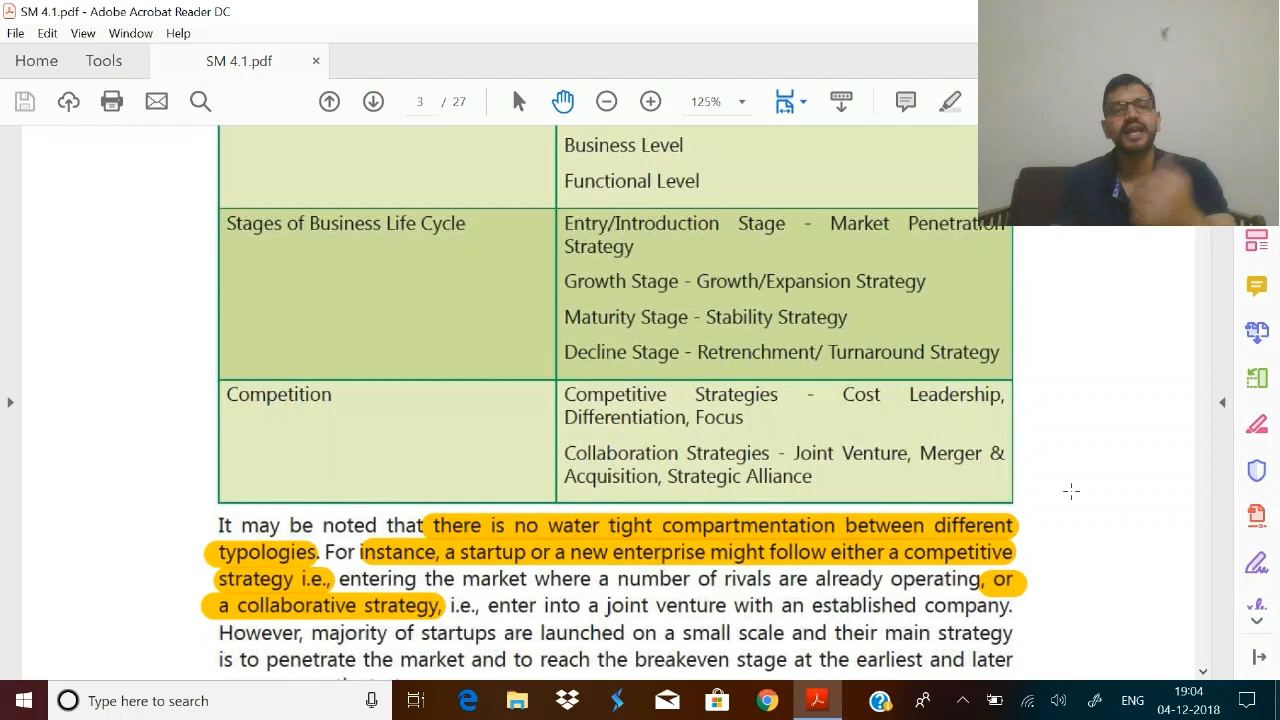 SM 4.1.pdf - Adobe Acrobat Reader DC
File Edit View Window Help
Home Tools SM 4.1.pdf ×
3 / 27 125%
Business Level
Functional Level
Stages of Business Life Cycle
Entry/Introduction Stage - Market Penetration
Strategy
Growth Stage - Growth/Expansion Strategy
Maturity Stage - Stability Strategy
Decline Stage - Retrenchment/ Turnaround Strategy
Competition
Competitive Strategies - Cost Leadership,
Differentiation, Focus
Collaboration Strategies - Joint Venture, Merger &
Acquisition, Strategic Alliance
It may be noted that there is no water tight compartmentation between different
typologies. For instance, a startup or a new enterprise might follow either a competitive
strategy i.e., entering the market where a number of rivals are already operating, or
a collaborative strategy, i.e., enter into a joint venture with an established company.
However, majority of startups are launched on a small scale and their main strategy
is to penetrate the market and to reach the breakeven stage at the earliest and later
Type here to search
ENG
19:04
04-12-2018